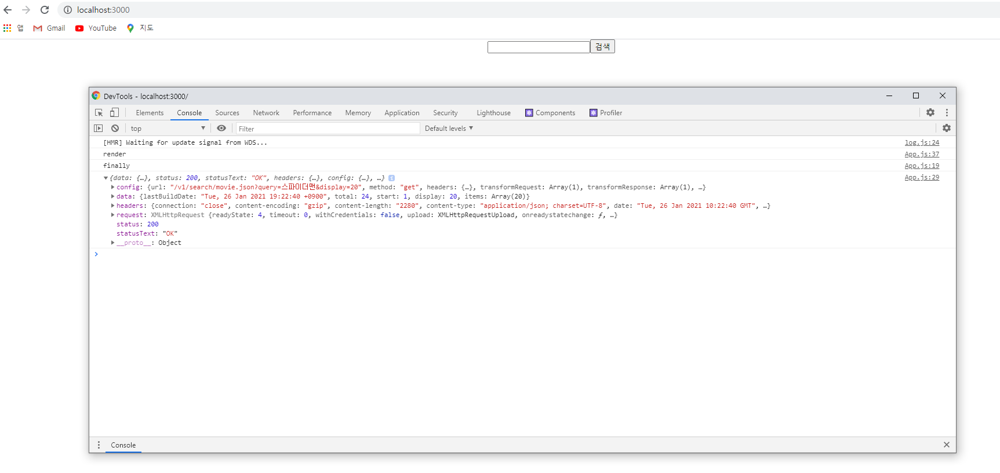 localhost:3000
앱 Gmail YouTube 지도
검색
DevTools - localhost:3000/
Elements Console Sources Network Performance Memory Application Security Lighthouse Components Profiler
top Filter Default levels
[HMR] Waiting for update signal from WDS... log.js:24
render App.js:37
finally App.js:19
{data: {…}, status: 200, statusText: "OK", headers: {…}, config: {…}, …} i App.js:29
config: {url: "/v1/search/movie.json?query=스파이더맨&display=20", method: "get", headers: {…}, transformRequest: Array(1), transformResponse: Array(1), …}
data: {lastBuildDate: "Tue, 26 Jan 2021 19:22:40 +0900", total: 24, start: 1, display: 20, items: Array(20)}
headers: {connection: "close", content-encoding: "gzip", content-length: "2280", content-type: "application/json; charset=UTF-8", date: "Tue, 26 Jan 2021 10:22:40 GMT", …}
request: XMLHttpRequest {readyState: 4, timeout: 0, withCredentials: false, upload: XMLHttpRequestUpload, onreadystatechange: ƒ, …}
status: 200
statusText: "OK"
__proto__: Object
Console